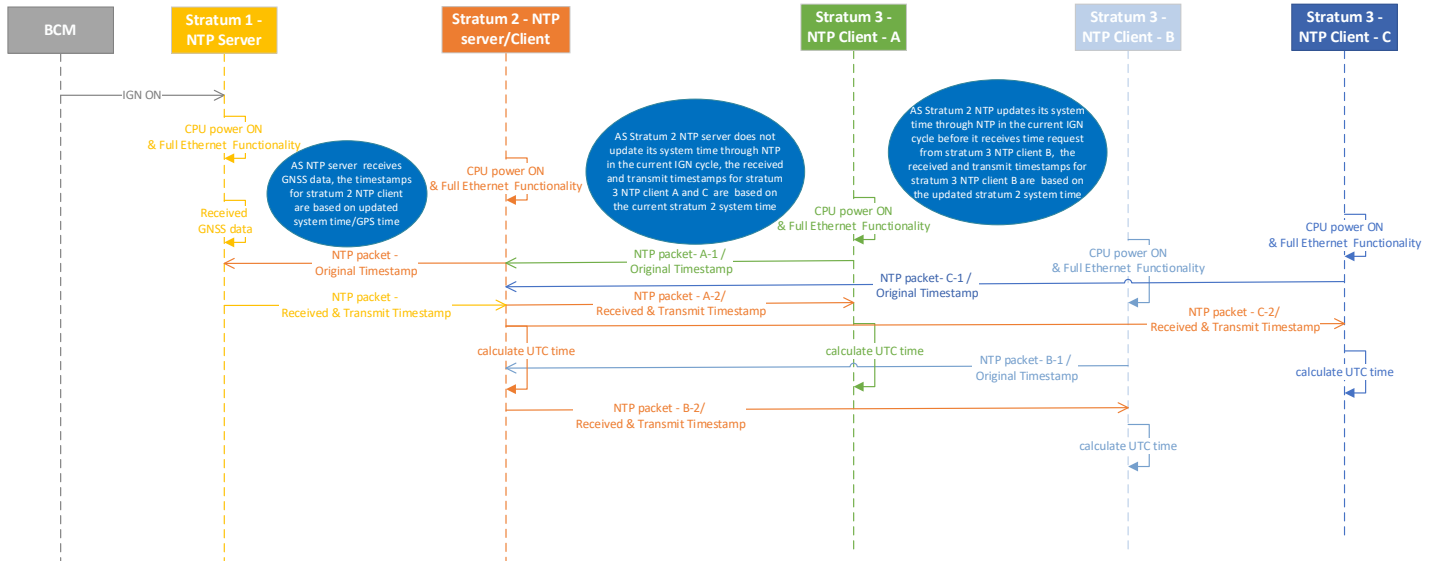 BCM
Stratum 1 -
NTP Server
Stratum 2 - NTP
server/Client
Stratum 3 -
NTP Client - A
Stratum 3 -
NTP Client - B
Stratum 3 -
NTP Client - C
IGN ON
CPU power ON
& Full Ethernet Functionality
AS NTP server receives
GNSS data, the timestamps
for stratum 2 NTP client
are based on updated
system time/GPS time
Received
GNSS data
CPU power ON
& Full Ethernet Functionality
AS Stratum 2 NTP server does not
update its system time through NTP
in the current IGN cycle, the received
and transmit timestamps for stratum
3 NTP client A and C are based on
the current stratum 2 system time
AS Stratum 2 NTP updates its system
time through NTP in the current IGN
cycle before it receives time request
from stratum 3 NTP client B, the
received and transmit timestamps for
stratum 3 NTP client B are based on
the updated stratum 2 system time
CPU power ON
& Full Ethernet Functionality
CPU power ON
& Full Ethernet Functionality
CPU power ON
& Full Ethernet Functionality
NTP packet -
Original Timestamp
NTP packet- A-1 /
Original Timestamp
NTP packet- C-1 /
Original Timestamp
NTP packet -
Received & Transmit Timestamp
NTP packet - A-2/
Received & Transmit Timestamp
NTP packet - C-2/
Received & Transmit Timestamp
calculate UTC time
calculate UTC time
NTP packet- B-1 /
Original Timestamp
calculate UTC time
NTP packet - B-2/
Received & Transmit Timestamp
calculate UTC time